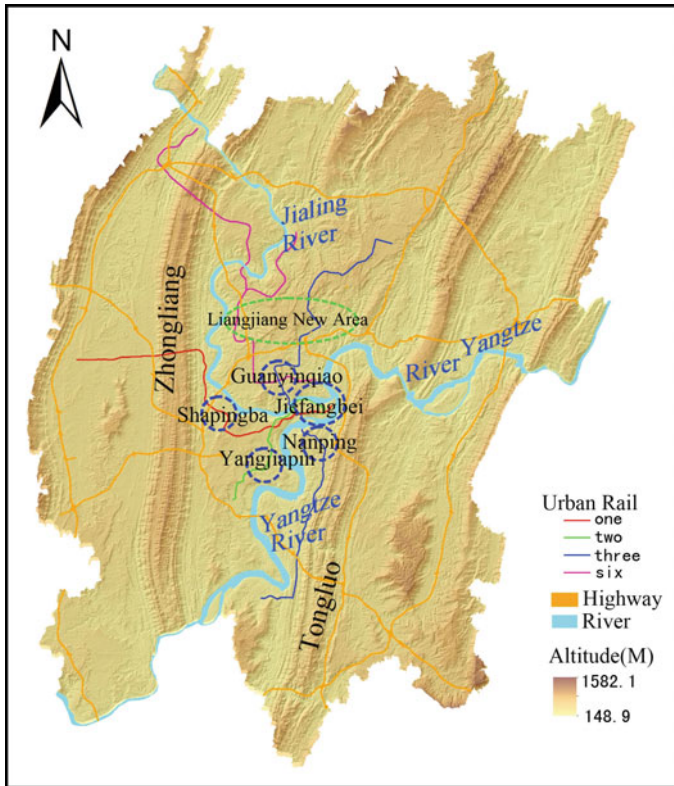 N
Jialing
River
Zhongliang
Liangjiang New Area
River Yangtze
Guanyinqiao
Jiefangbei
Shapingba
Nanping
Yangjiapin
Yangtze
River
Tongluo
Urban Rail
one
two
three
six
Highway
River
Altitude(M)
1582.1
148.9